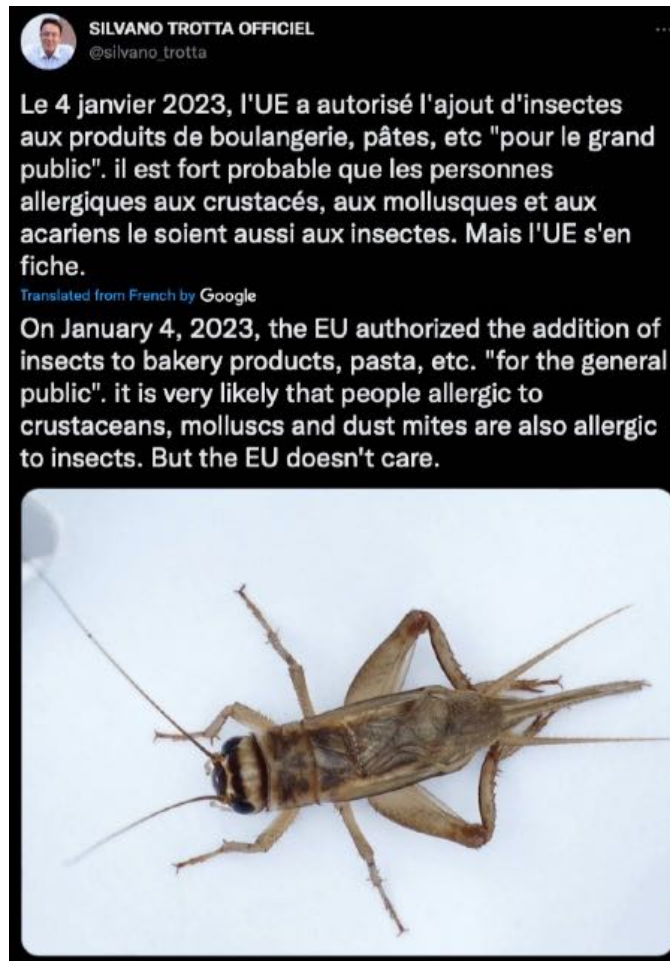 SILVANO TROTTA OFFICIEL
@silvano_trotta
Le 4 janvier 2023, l'UE a autorisé l'ajout d'insectes
aux produits de boulangerie, pâtes, etc "pour le grand
public". il est fort probable que les personnes
allergiques aux crustacés, aux mollusques et aux
acariens le soient aussi aux insectes. Mais l'UE s'en
fiche.
Translated from French by Google
On January 4, 2023, the EU authorized the addition of
insects to bakery products, pasta, etc. "for the general
public". it is very likely that people allergic to
crustaceans, molluscs and dust mites are also allergic
to insects. But the EU doesn't care.